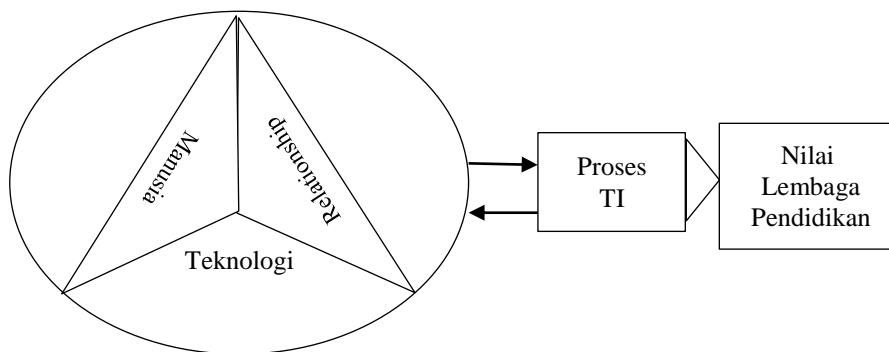 Manusia
Relationship
Teknologi
Proses
TI
Nilai
Lembaga
Pendidikan